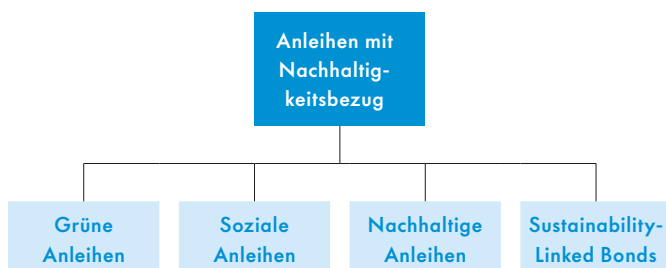 Anleihen mit
Nachhaltig-
keitsbezug
Grüne
Anleihen
Soziale
Anleihen
Nachhaltige
Anleihen
Sustainability-
Linked Bonds